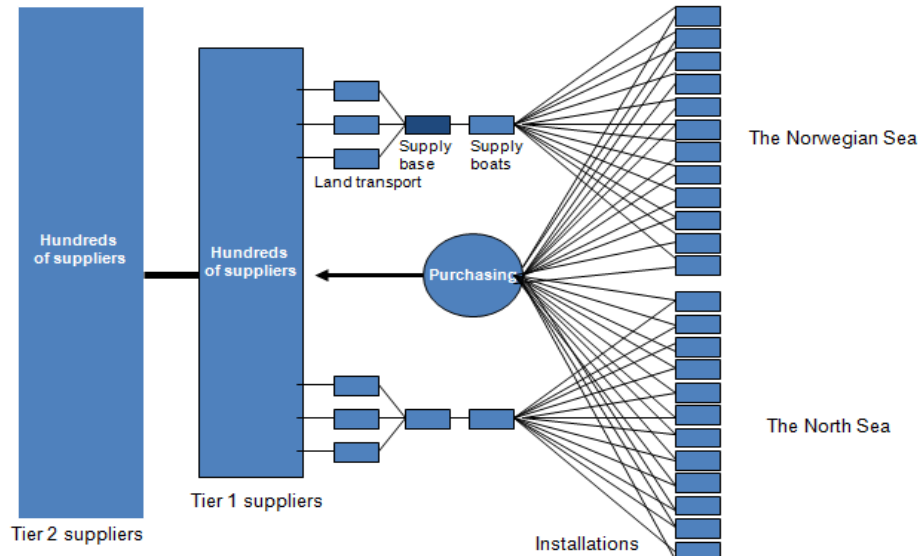 The Norwegian Sea
Supply
base
Supply
boats
Land transport
Hundreds
of suppliers
Hundreds
of suppliers
Purchasing
The North Sea
Tier 1 suppliers
Tier 2 suppliers
Installations